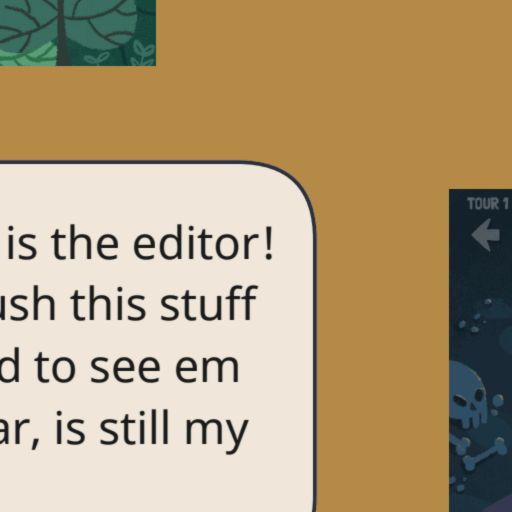 is the editor!
ush this stuff
d to see em
ar, is still my
TOUR 1